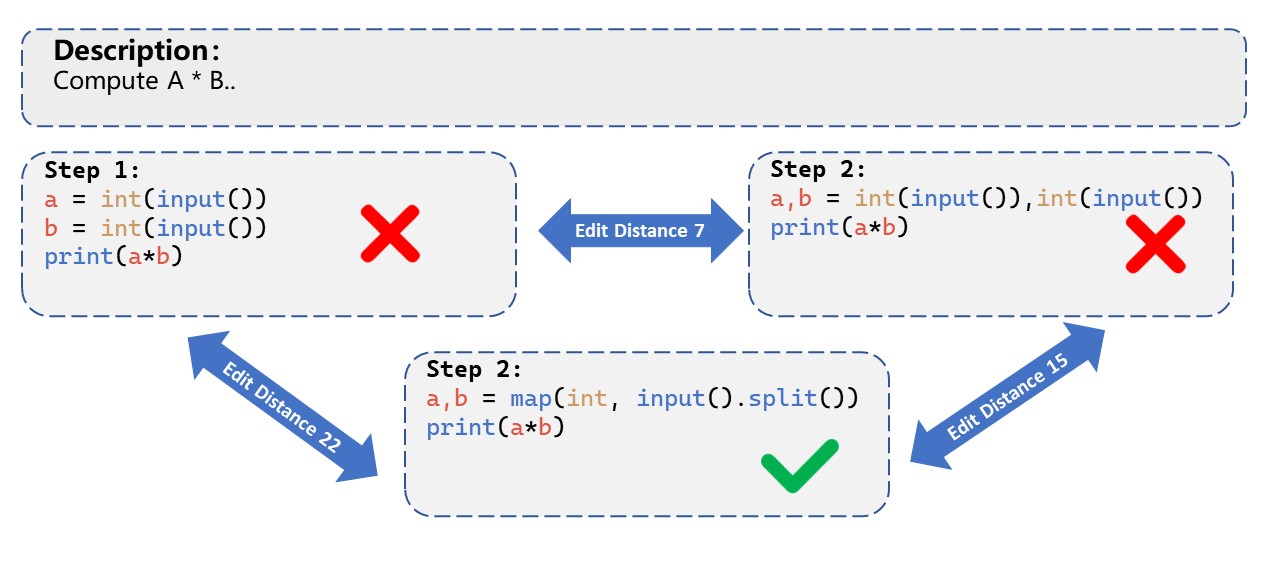 Description:
Compute A * B..
Step 1:
a = int(input())
b = int(input())
print(a*b)
Edit Distance 7
Step 2:
a,b = int(input()),int(input())
print(a*b)
Edit Distance 22
Step 2:
a,b = map(int, input().split())
print(a*b)
Edit Distance 15